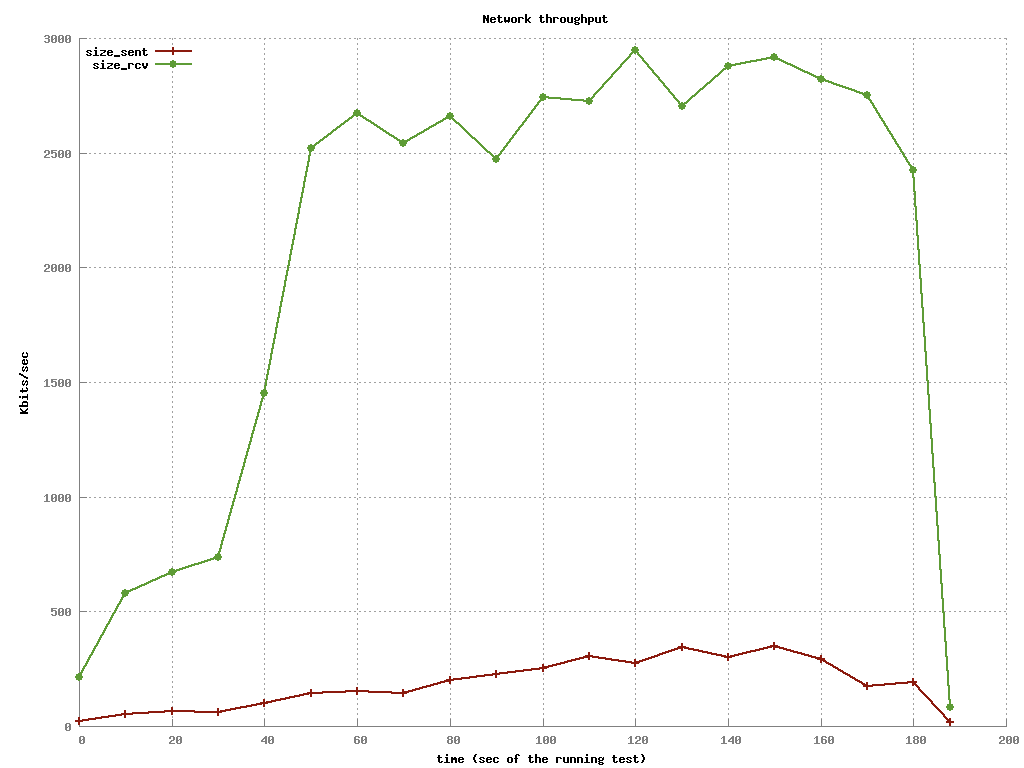 Network throughput
size_sent
size_rcv
3000
2500
2000
1500
1000
500
0
Kbits/sec
0 20 40 60 80 100 120 140 160 180 200
time (sec of the running test)